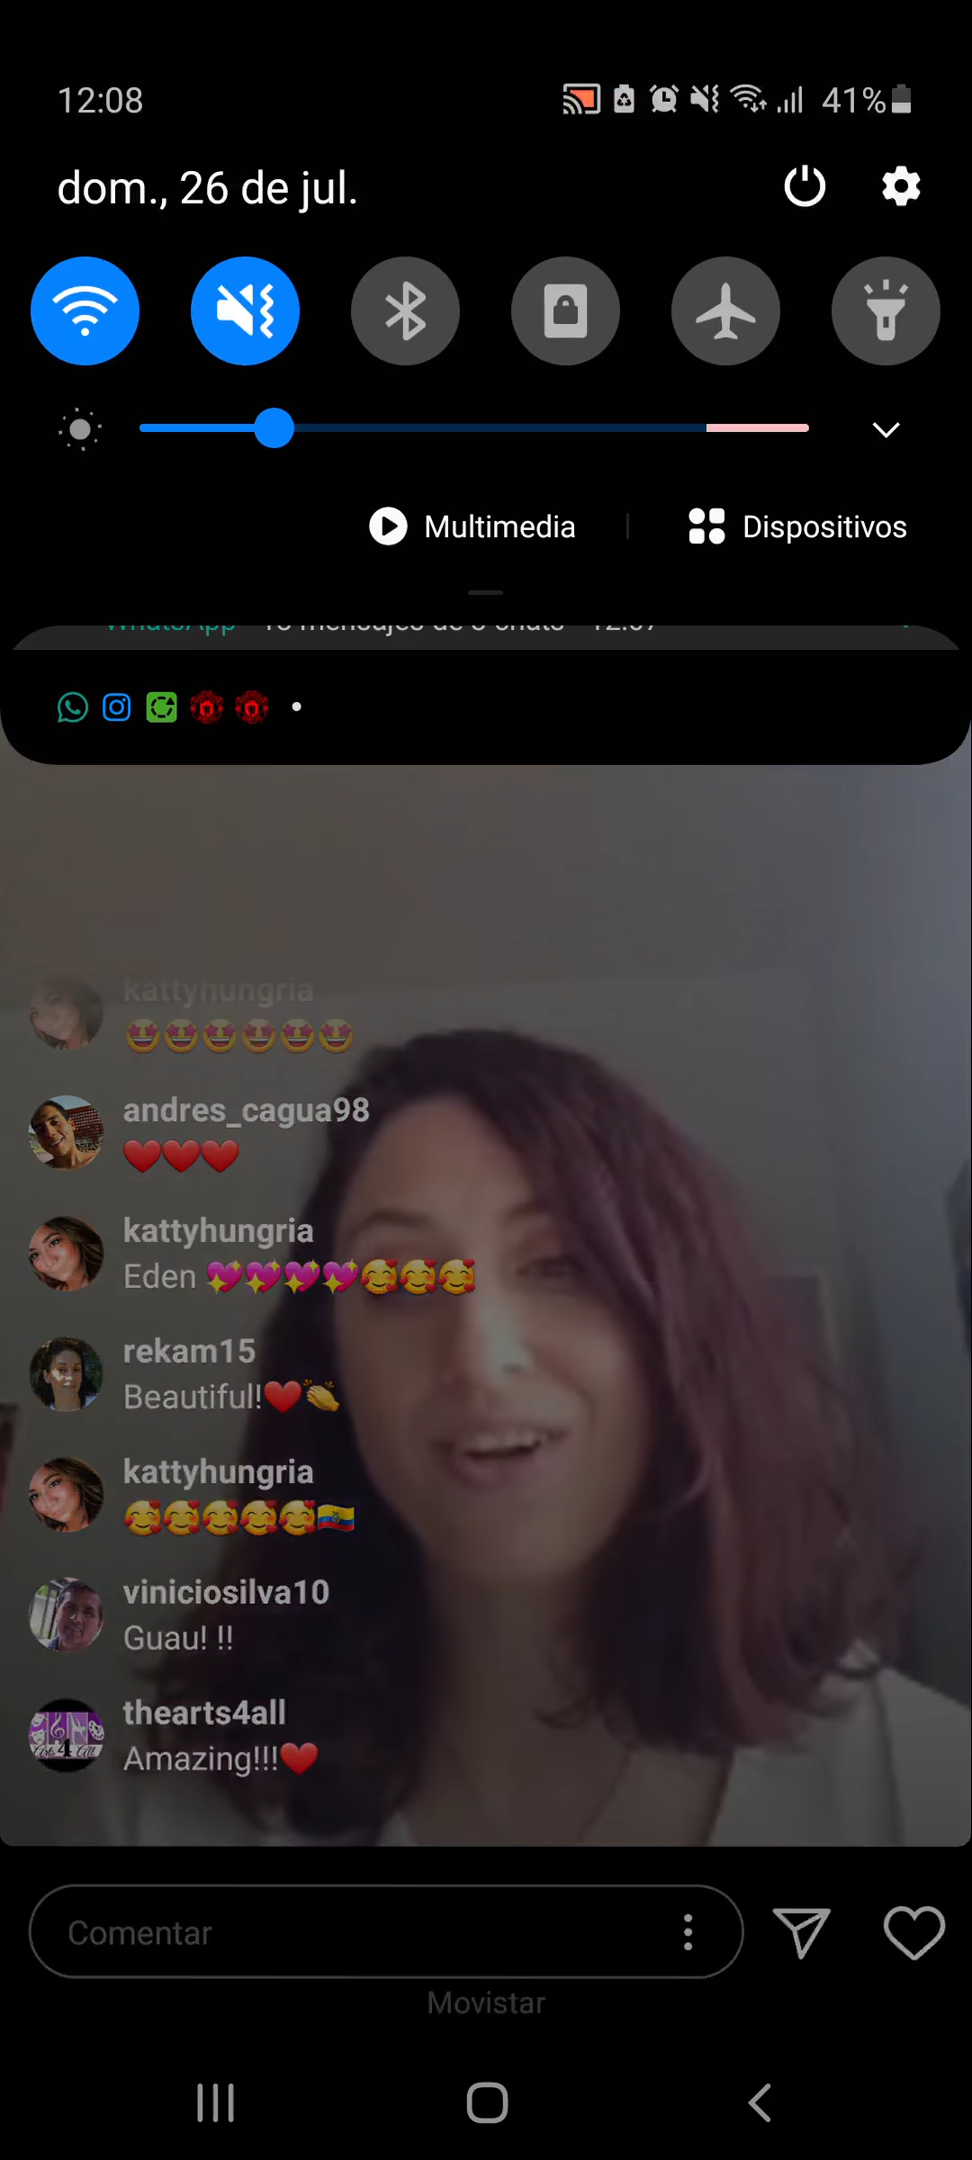 12:08
41%
dom., 26 de jul.
Multimedia
Dispositivos
WhatsApp
kattyhungria
andres_cagua98
kattyhungria
Eden
rekam15
Beautiful!
kattyhungria
viniciosilva10
Guau! !!
thearts4all
Amazing!!!
Comentar
Movistar